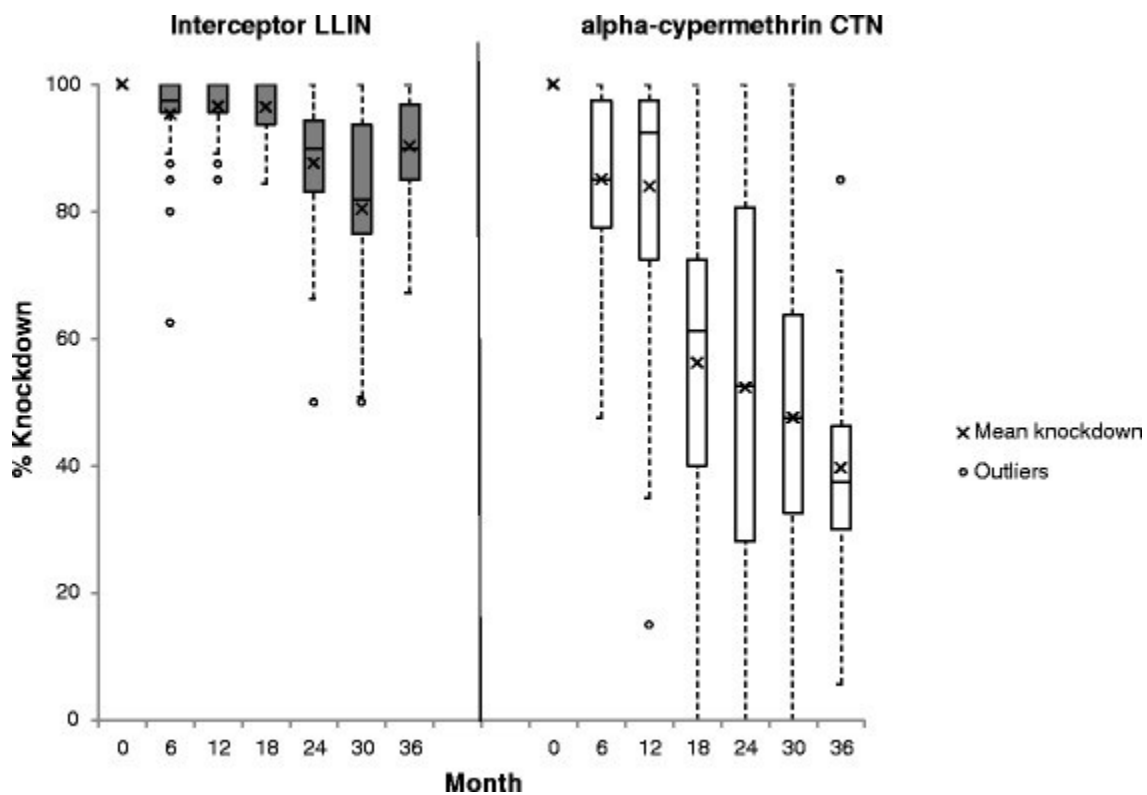 Interceptor LLIN
alpha-cypermethrin CTN
100
80
60
40
20
0
% Knockdown
0 6 12 18 24 30 36
0 6 12 18 24 30 36
Month
Mean knockdown
Outliers